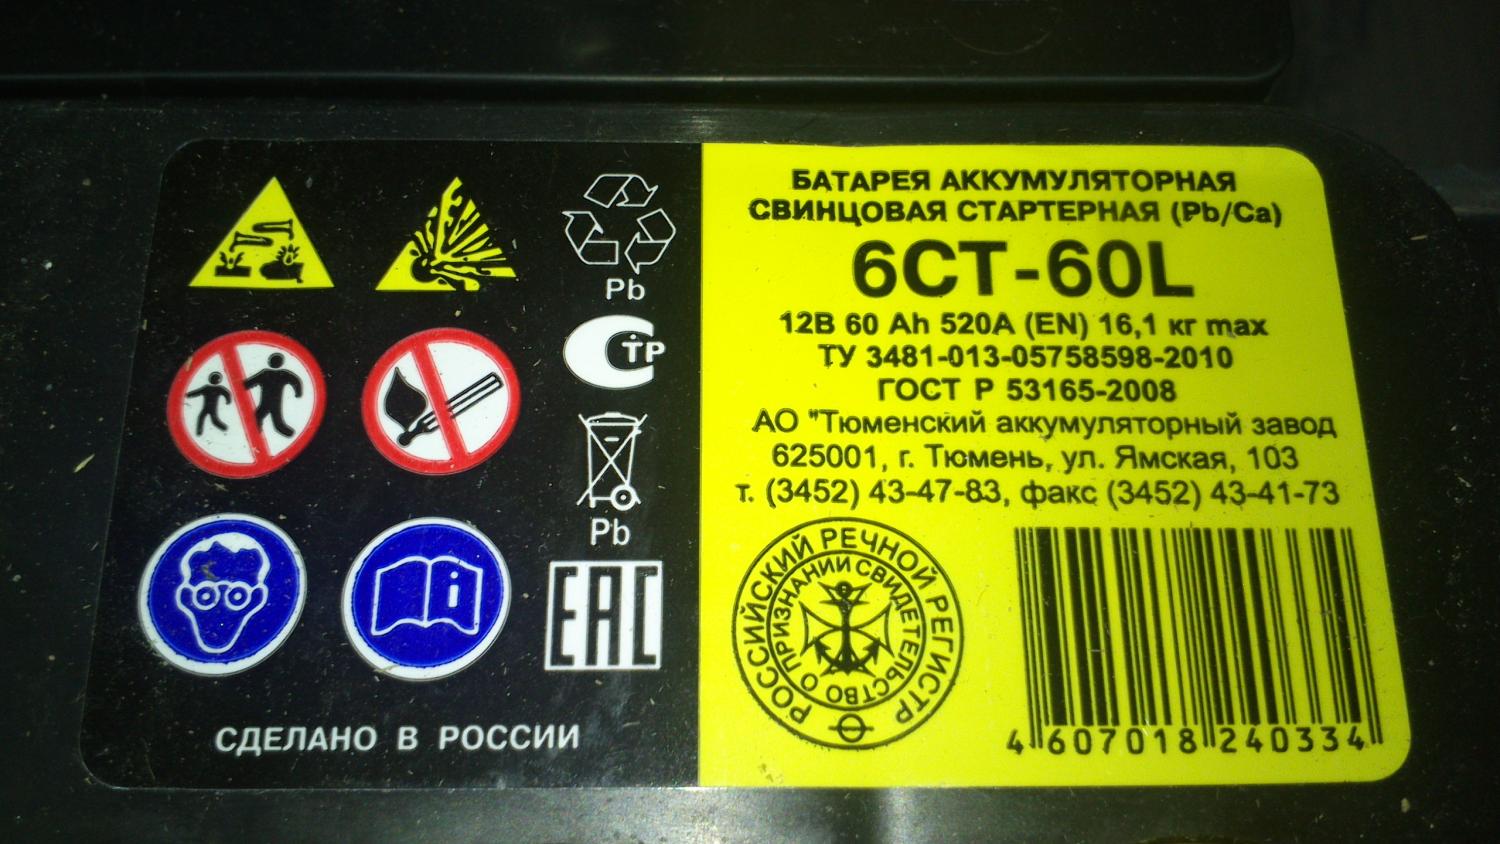 Pb
СТР
Pb
EAC
СДЕЛАНО В РОССИИ
БАТАРЕЯ АККУМУЛЯТОРНАЯ
СВИНЦОВАЯ СТАРТЕРНАЯ (Pb/Ca)
6СТ-60L
12В 60 Ah 520А (EN) 16,1 кг max
ТУ 3481-013-05758598-2010
ГОСТ Р 53165-2008
АО "Тюменский аккумуляторный завод
625001, г. Тюмень, ул. Ямская, 103
т. (3452) 43-47-83, факс (3452) 43-41-73
РОССИЙСКИЙ РЕЧНОЙ РЕГИСТР
СВИДЕТЕЛЬСТВО О ПРИЗНАНИИ
4 607018 240334